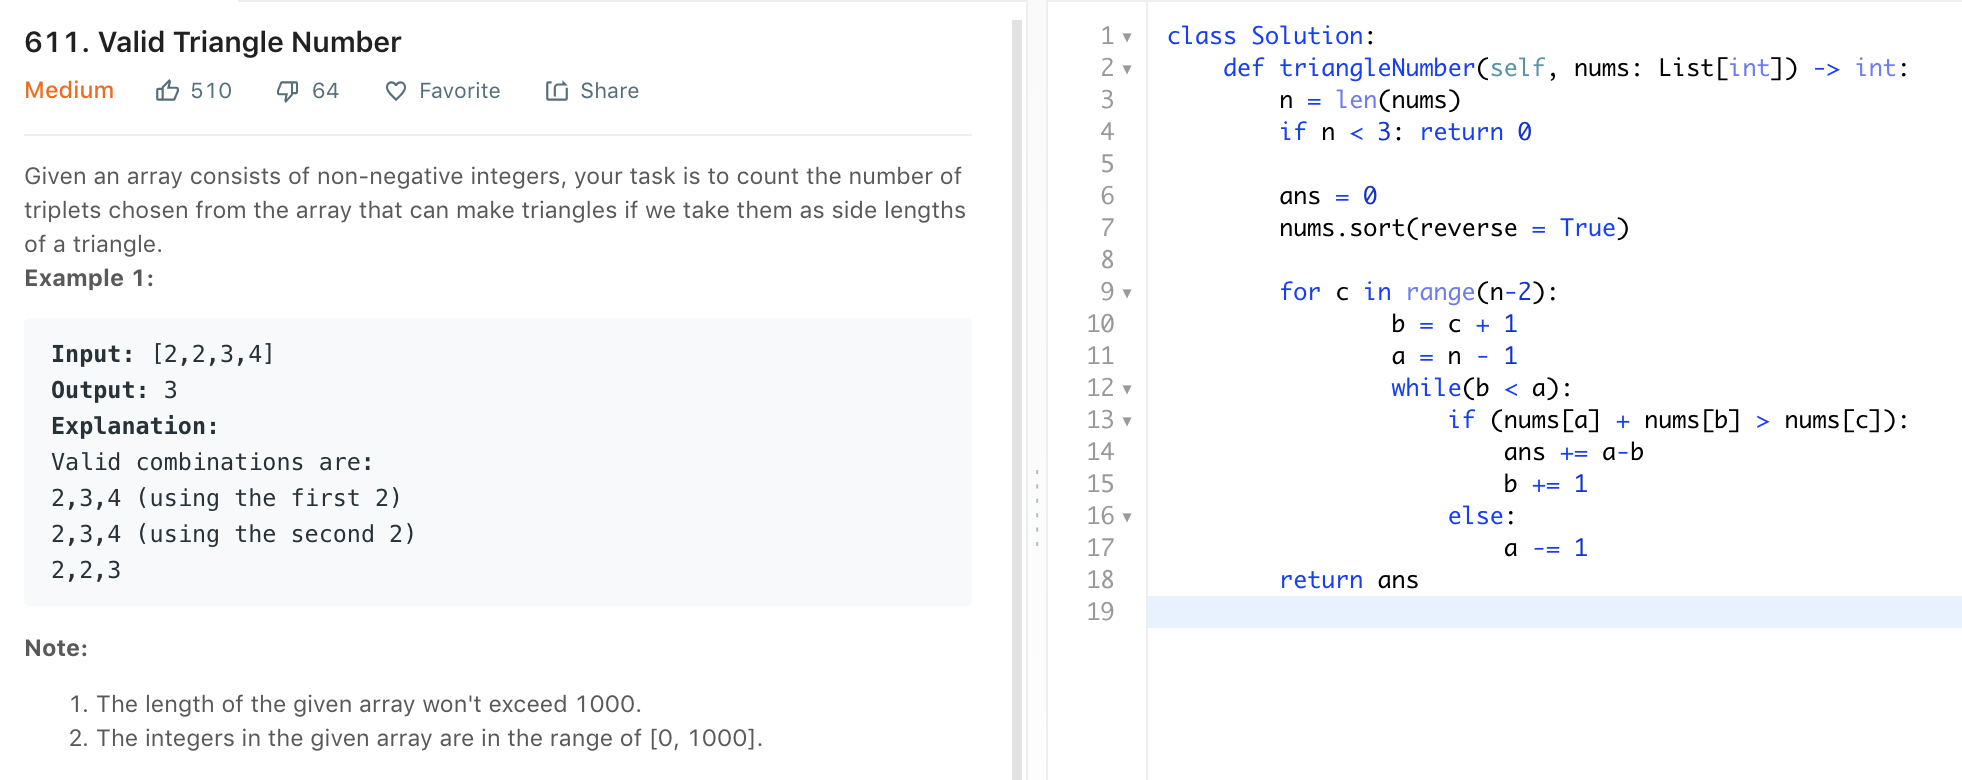 611. Valid Triangle Number
Medium 510 64 Favorite Share
Given an array consists of non-negative integers, your task is to count the number of
triplets chosen from the array that can make triangles if we take them as side lengths
of a triangle.
Example 1:
Input: [2,2,3,4]
Output: 3
Explanation:
Valid combinations are:
2,3,4 (using the first 2)
2,3,4 (using the second 2)
2,2,3
Note:
1. The length of the given array won't exceed 1000.
2. The integers in the given array are in the range of [0, 1000].
1 class Solution:
2     def triangleNumber(self, nums: List[int]) -> int:
3         n = len(nums)
4         if n < 3: return 0
5
6         ans = 0
7         nums.sort(reverse = True)
8
9         for c in range(n-2):
10                 b = c + 1
11                 a = n - 1
12                 while(b < a):
13                     if (nums[a] + nums[b] > nums[c]):
14                         ans += a-b
15                         b += 1
16                     else:
17                         a -= 1
18         return ans
19